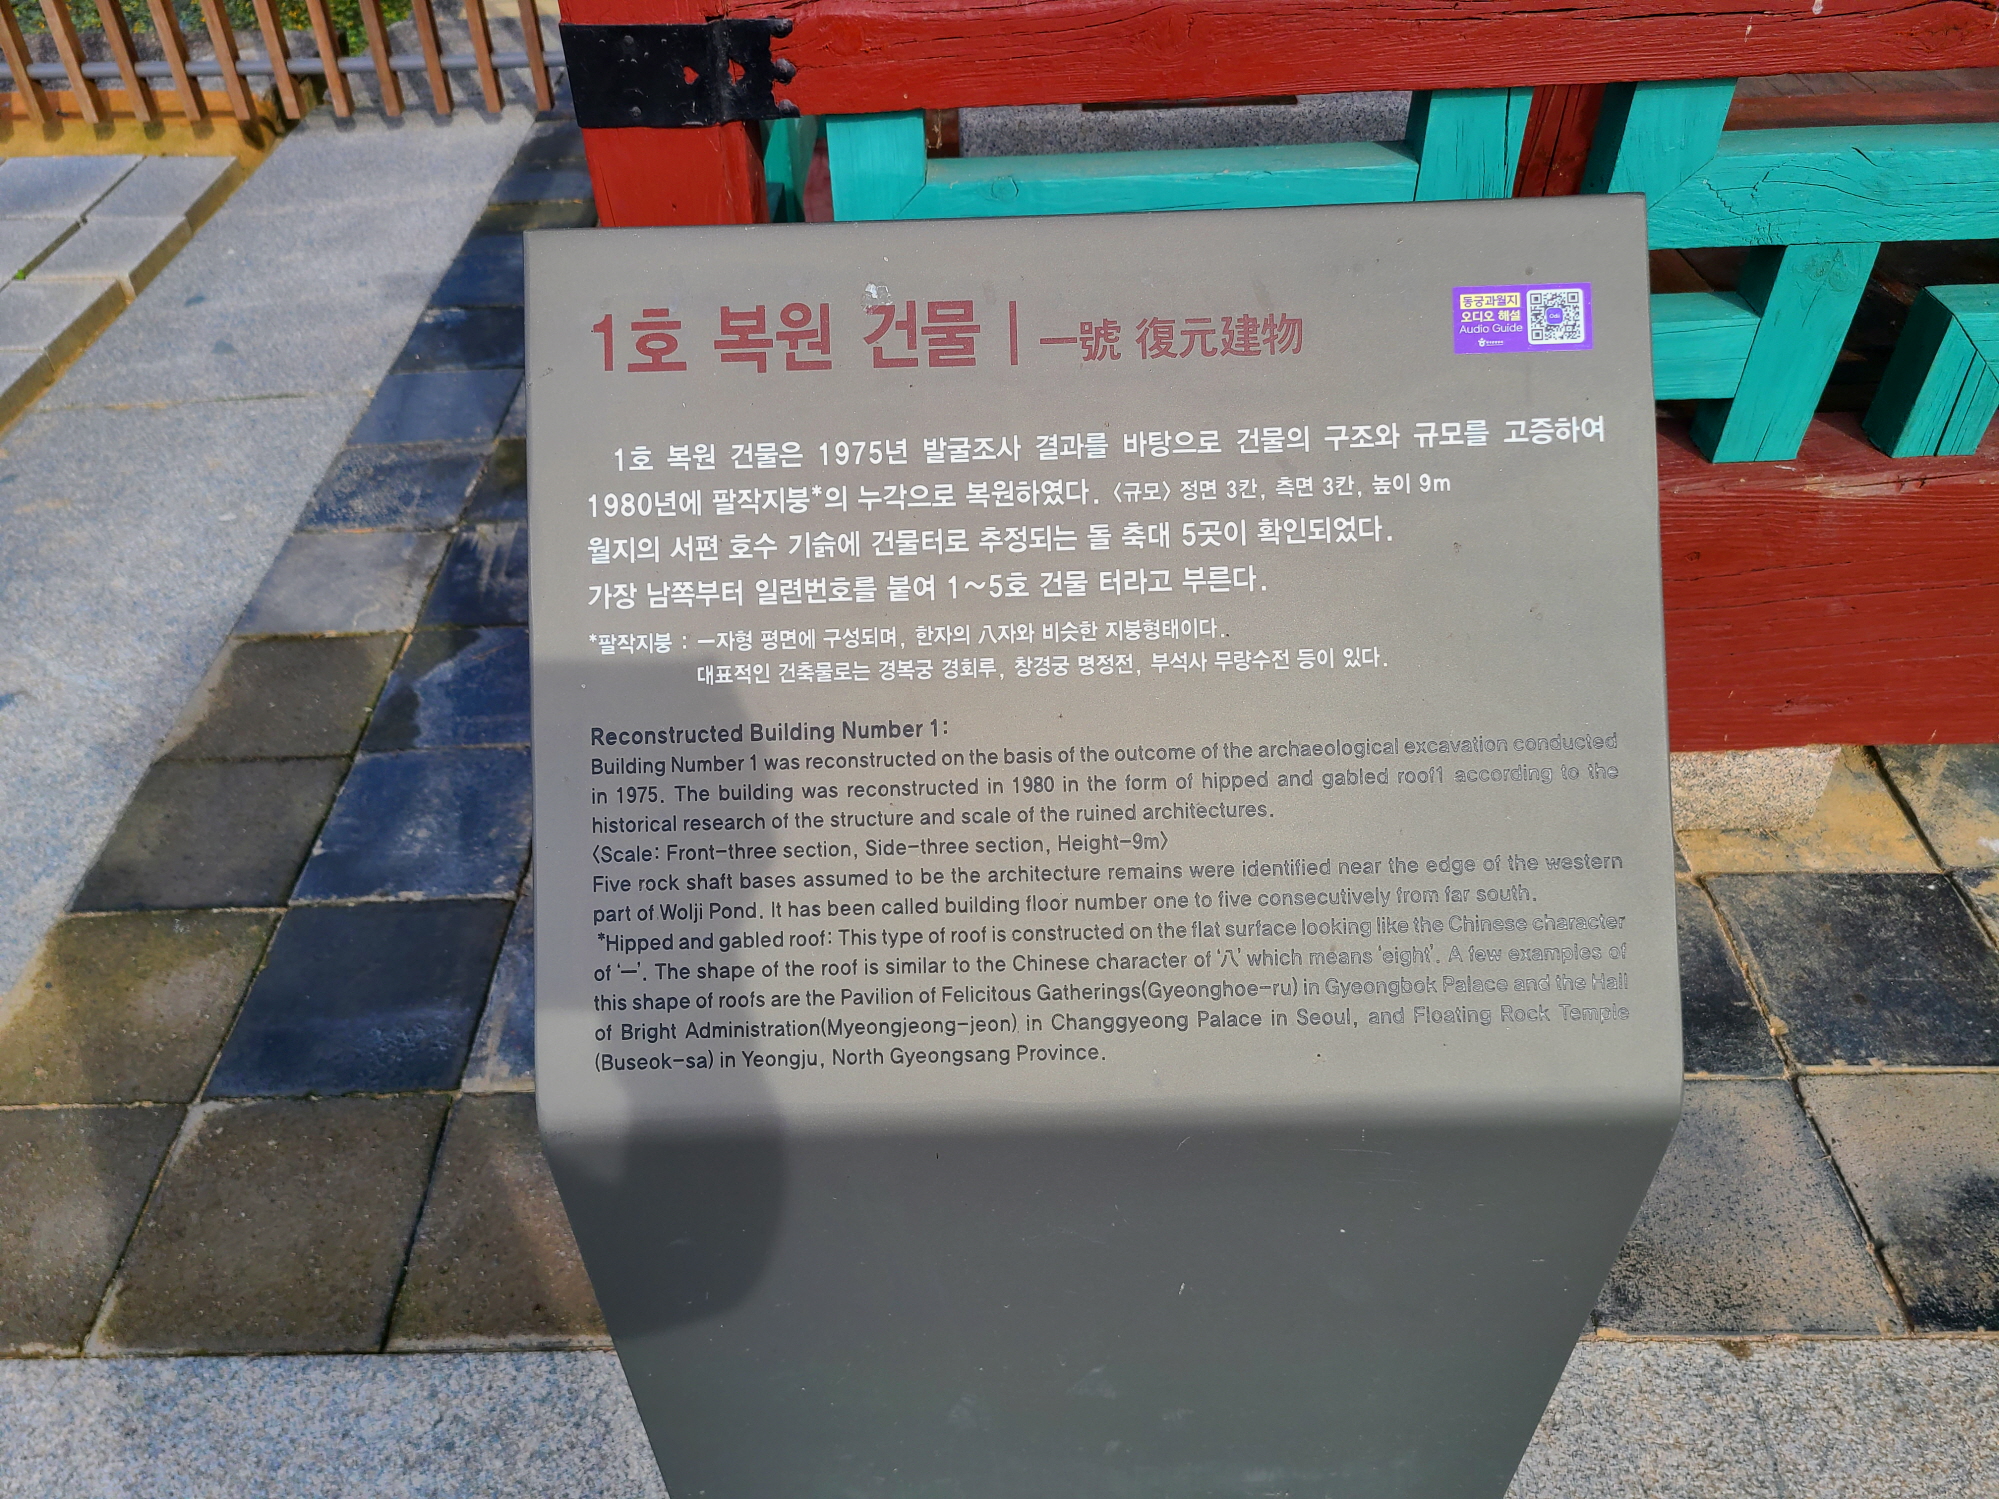 1호 복원 건물 | 一號 復元建物
동궁과월지
오디오 해설
Audio Guide
1호 복원 건물은 1975년 발굴조사 결과를 바탕으로 건물의 구조와 규모를 고증하여
1980년에 팔작지붕*의 누각으로 복원하였다. 〈규모〉 정면 3칸, 측면 3칸, 높이 9m
월지의 서편 호수 기슭에 건물터로 추정되는 돌 축대 5곳이 확인되었다.
가장 남쪽부터 일련번호를 붙여 1~5호 건물 터라고 부른다.
*팔작지붕 : 一자형 평면에 구성되며, 한자의 八자와 비슷한 지붕형태이다.
대표적인 건축물로는 경복궁 경회루, 창경궁 명정전, 부석사 무량수전 등이 있다.
Reconstructed Building Number 1:
Building Number 1 was reconstructed on the basis of the outcome of the archaeological excavation conducted
in 1975. The building was reconstructed in 1980 in the form of hipped and gabled roof1 according to the
historical research of the structure and scale of the ruined architectures.
〈Scale: Front-three section, Side-three section, Height-9m〉
Five rock shaft bases assumed to be the architecture remains were identified near the edge of the western
part of Wolji Pond. It has been called building floor number one to five consecutively from far south.
*Hipped and gabled roof: This type of roof is constructed on the flat surface looking like the Chinese character
of ‘一’. The shape of the roof is similar to the Chinese character of ‘八’ which means ‘eight’. A few examples of
this shape of roofs are the Pavilion of Felicitous Gatherings(Gyeonghoe-ru) in Gyeongbok Palace and the Hall
of Bright Administration(Myeongjeong-jeon) in Changgyeong Palace in Seoul, and Floating Rock Temple
(Buseok-sa) in Yeongju, North Gyeongsang Province.